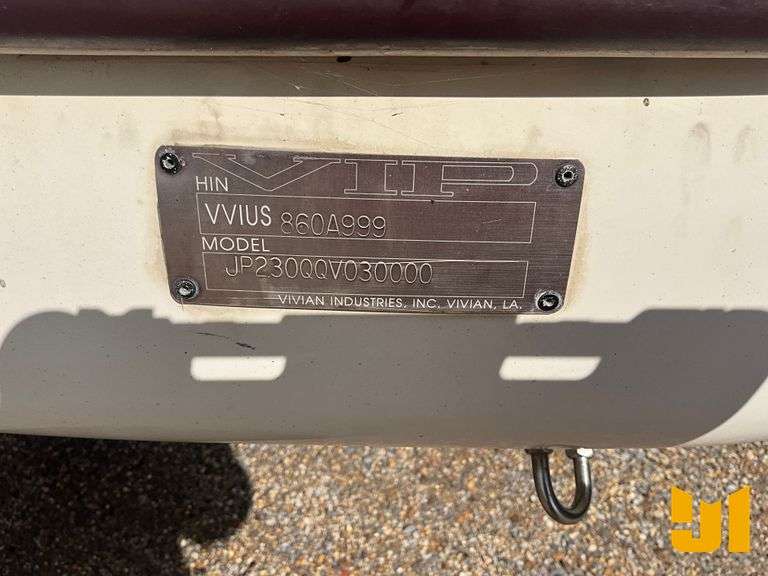 VIP
HIN
VVIUS 860A999
MODEL
JP230QQV030000
VIVIAN INDUSTRIES, INC. VIVIAN, LA.